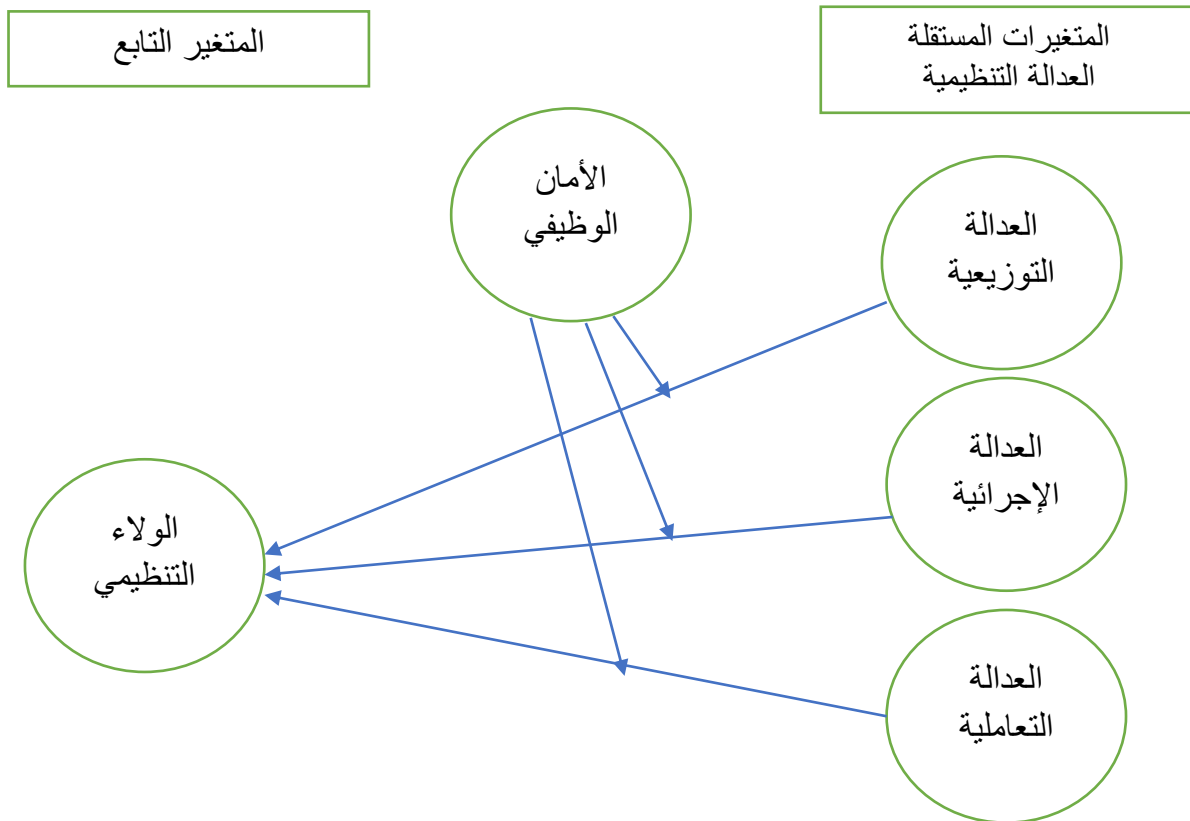 المتغيرات المستقلة
العدالة التنظيمية
المتغير التابع
الأمان
الوظيفي
العدالة
التوزيعية
العدالة
الإجرائية
الولاء
التنظيمي
العدالة
التعاملية